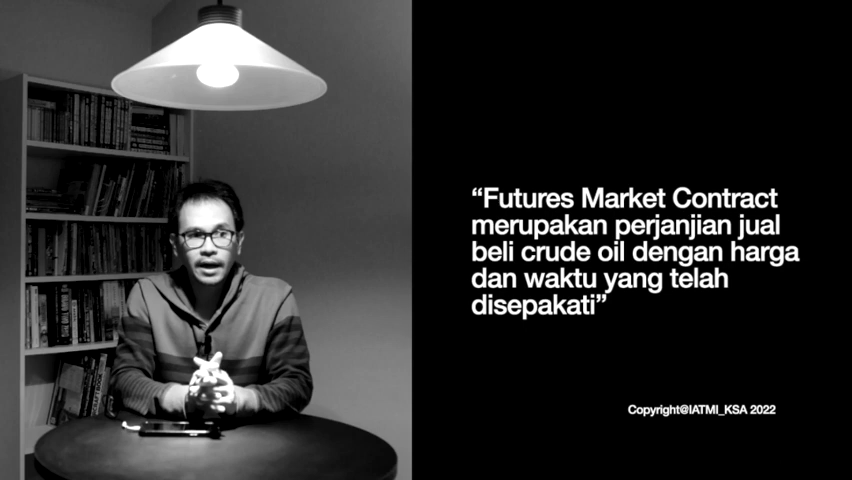 “Futures Market Contract
merupakan perjanjian jual
beli crude oil dengan harga
dan waktu yang telah
disepakati”
Copyright@IATMI_KSA 2022